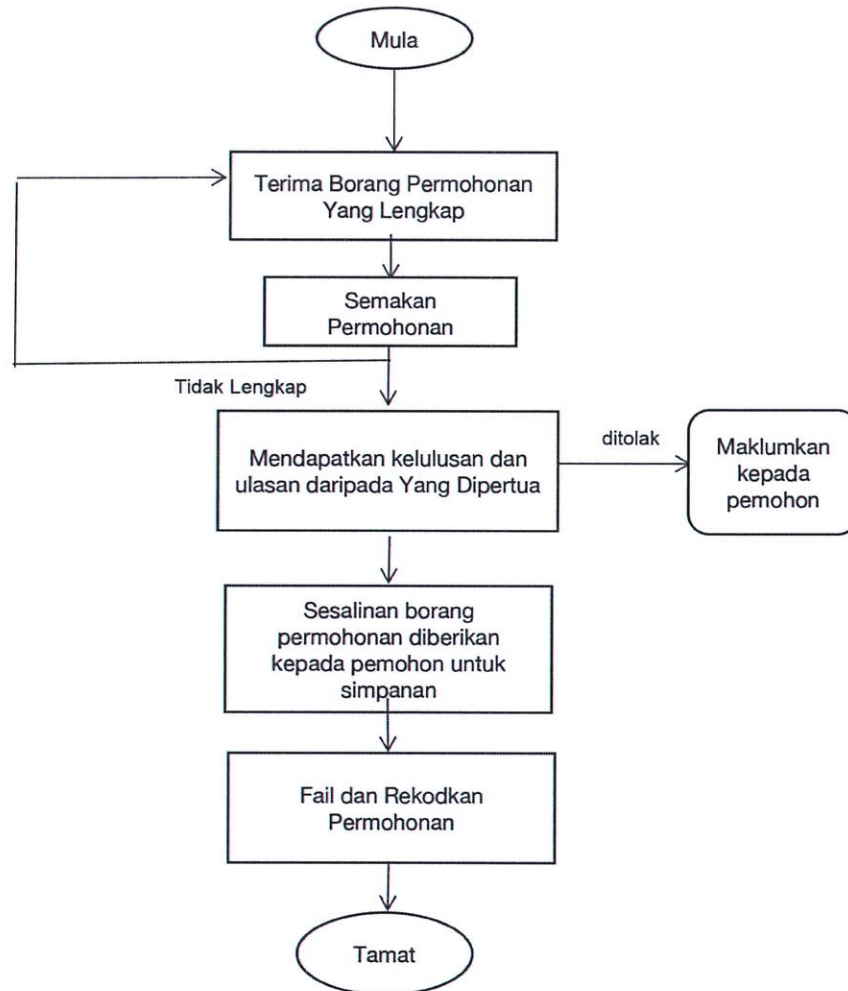 Mula
Terima Borang Permohonan
Yang Lengkap
Semakan
Permohonan
Tidak Lengkap
Mendapatkan kelulusan dan
ulasan daripada Yang Dipertua
ditolak
Maklumkan
kepada
pemohon
Sesalinan borang
permohonan diberikan
kepada pemohon untuk
simpanan
Fail dan Rekodkan
Permohonan
Tamat